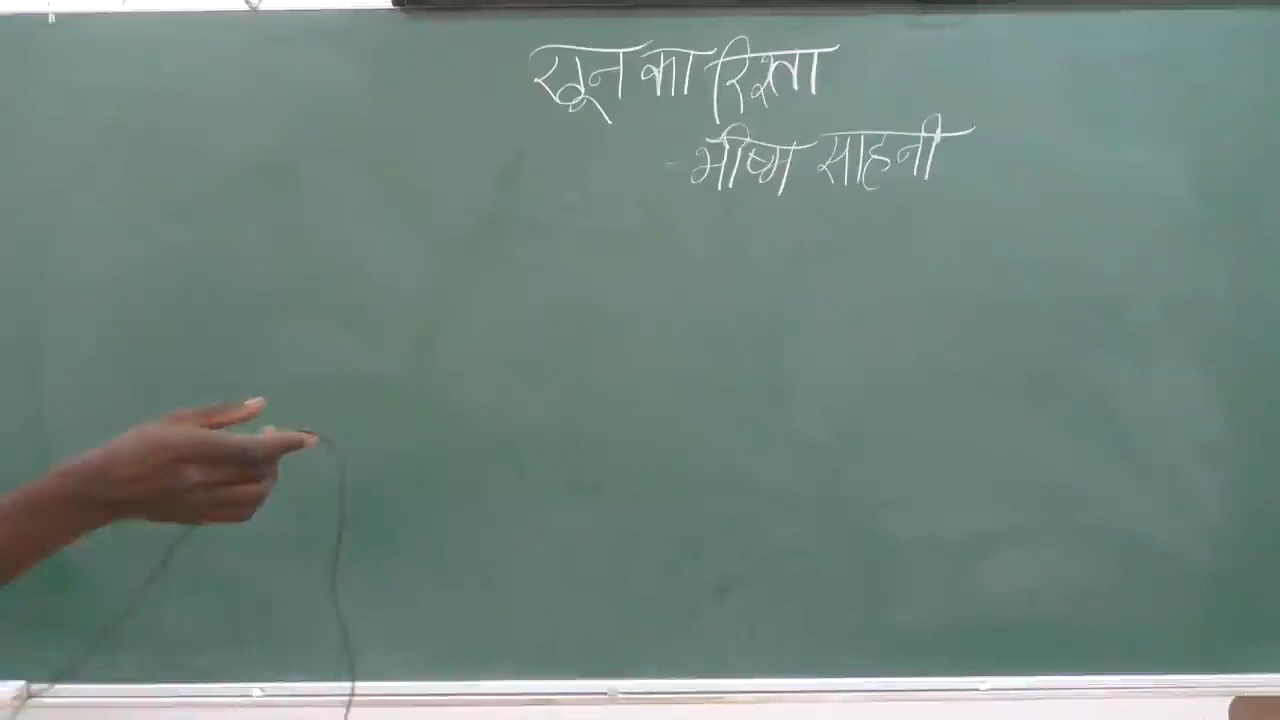 खून का रिश्ता
- भीष्म साहनी